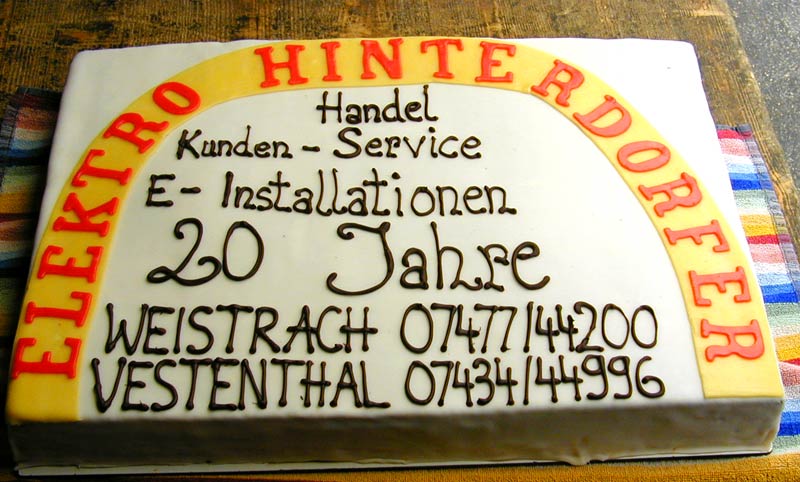 ELEKTRO HINTERDORFER
Handel
Kunden - Service
E- Installationen
20 Jahre
WEISTRACH 07477/44200
VESTENTHAL 07434/44996